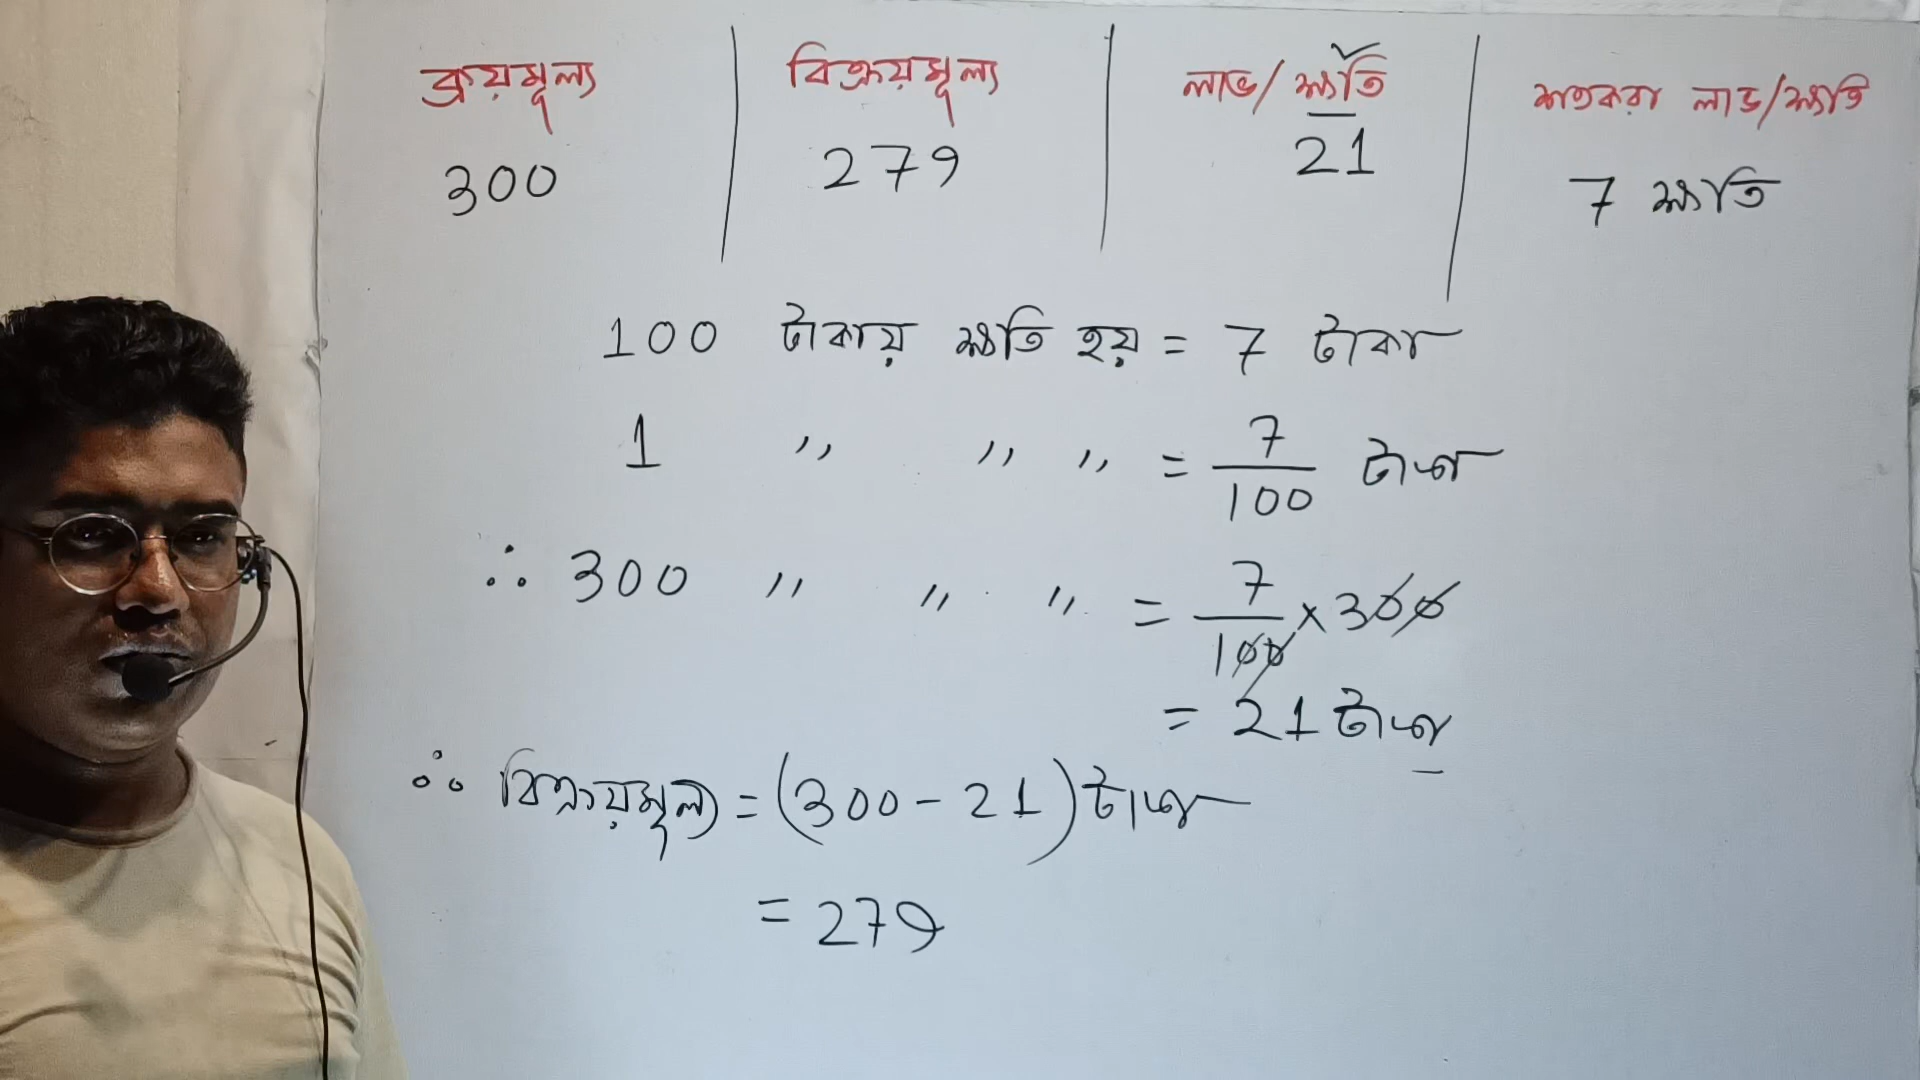 ক্রয়মূল্য | বিক্রয়মূল্য | লাভ/ক্ষতি | শতকরা লাভ/ক্ষতি
300 | 279 | 21 | 7 ক্ষতি
100 টাকায় ক্ষতি হয় = 7 টাকা
1 " " " = 7/100 টাকা
∴ 300 " " " = 7/100 × 300
= 21 টাকা
∴ বিক্রয়মূল্য = (300 - 21) টাকা
= 279